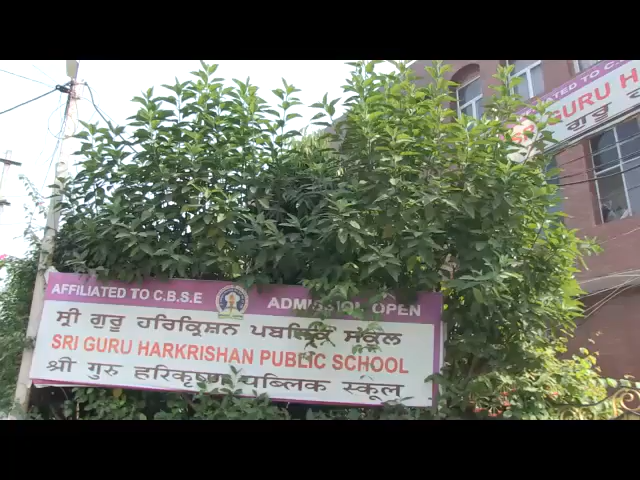 AFFILIATED TO C.B.S.E ADMISSION OPEN
ਸ੍ਰੀ ਗੁਰੂ ਹਰਿਕ੍ਰਿਸ਼ਨ ਪਬਲਿਕ ਸਕੂਲ
SRI GURU HARKRISHAN PUBLIC SCHOOL
श्री गुरु हरिकृष्ण पब्लिक स्कूल
GURU
ਗੁਰੂ